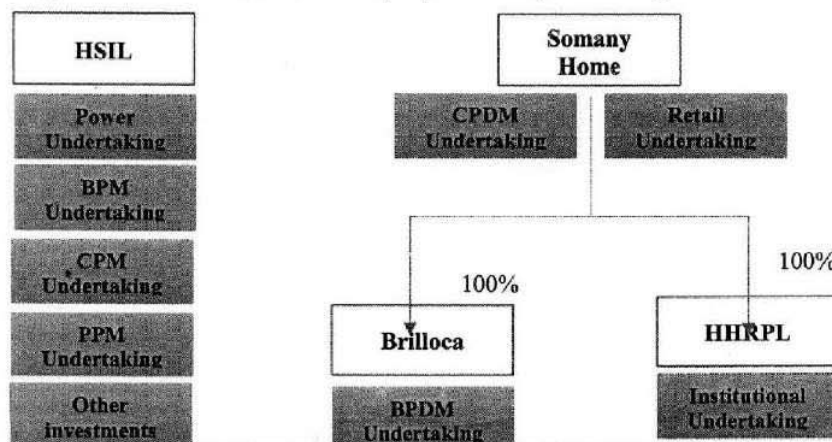 HSIL
Power
Undertaking
BPM
Undertaking
CPM
Undertaking
PPM
Undertaking
Other
investments
Somany
Home
CPDM
Undertaking
Retail
Undertaking
100%
100%
Brilloca
HHRPL
BPDM
Undertaking
Institutional
Undertaking